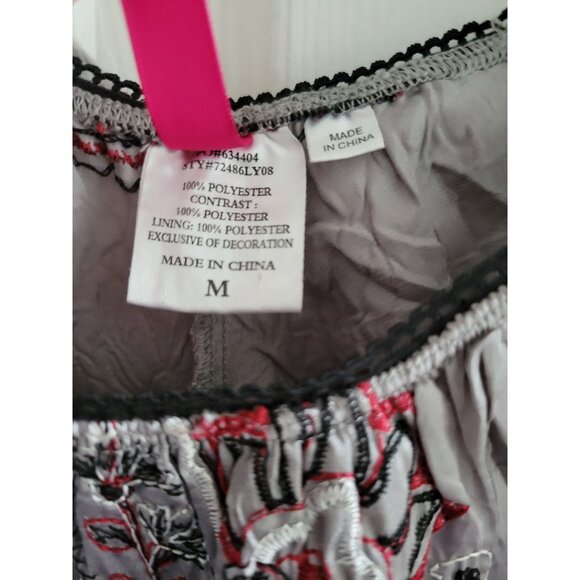 PO#634404
STY#72486LY08
100% POLYESTER
CONTRAST :
100% POLYESTER
LINING: 100% POLYESTER
EXCLUSIVE OF DECORATION
MADE IN CHINA
M
MADE
IN CHINA